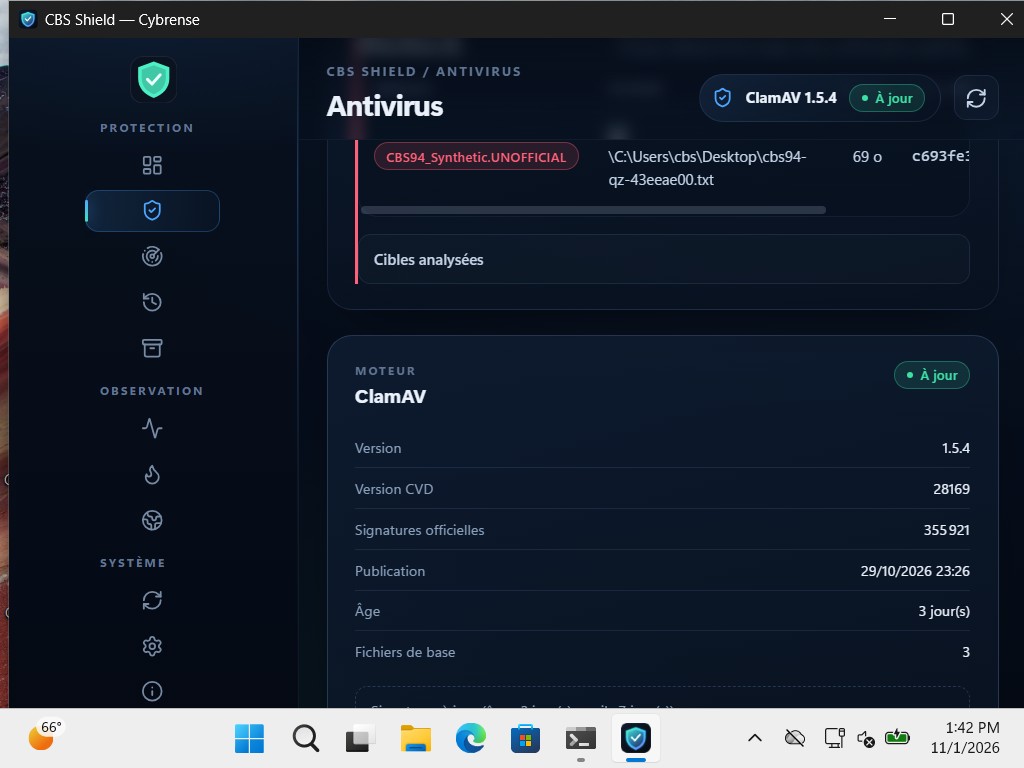 CBS Shield — Cybrense
PROTECTION
OBSERVATION
SYSTÈME
CBS SHIELD / ANTIVIRUS
Antivirus
ClamAV 1.5.4
À jour
CBS94_Synthetic.UNOFFICIAL
\C:\Users\cbs\Desktop\cbs94-
qz-43eeae00.txt
69 o
c693fe3
Cibles analysées
MOTEUR
ClamAV
À jour
Version 1.5.4
Version CVD 28169
Signatures officielles 355 921
Publication 29/10/2026 23:26
Âge 3 jour(s)
Fichiers de base 3
66°
1:42 PM
11/1/2026